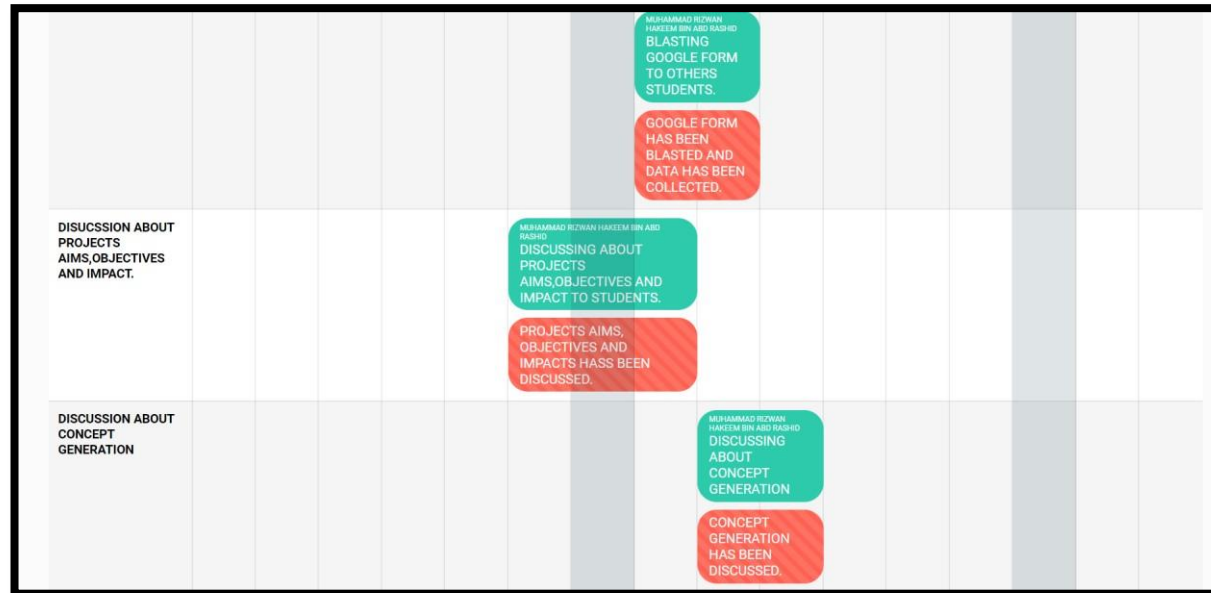 MUHAMMAD RIZWAN
HAKEEM BIN ABD RASHID
BLASTING
GOOGLE FORM
TO OTHERS
STUDENTS.
GOOGLE FORM
HAS BEEN
BLASTED AND
DATA HAS BEEN
COLLECTED.
DISUCSSION ABOUT
PROJECTS
AIMS,OBJECTIVES
AND IMPACT.
MUHAMMAD RIZWAN HAKEEM BIN ABD
RASHID
DISCUSSING ABOUT
PROJECTS
AIMS,OBJECTIVES AND
IMPACT TO STUDENTS.
PROJECTS AIMS,
OBJECTIVES AND
IMPACTS HASS BEEN
DISCUSSED.
DISCUSSION ABOUT
CONCEPT
GENERATION
MUHAMMAD RIZWAN
HAKEEM BIN ABD RASHID
DISCUSSING
ABOUT
CONCEPT
GENERATION
CONCEPT
GENERATION
HAS BEEN
DISCUSSED.